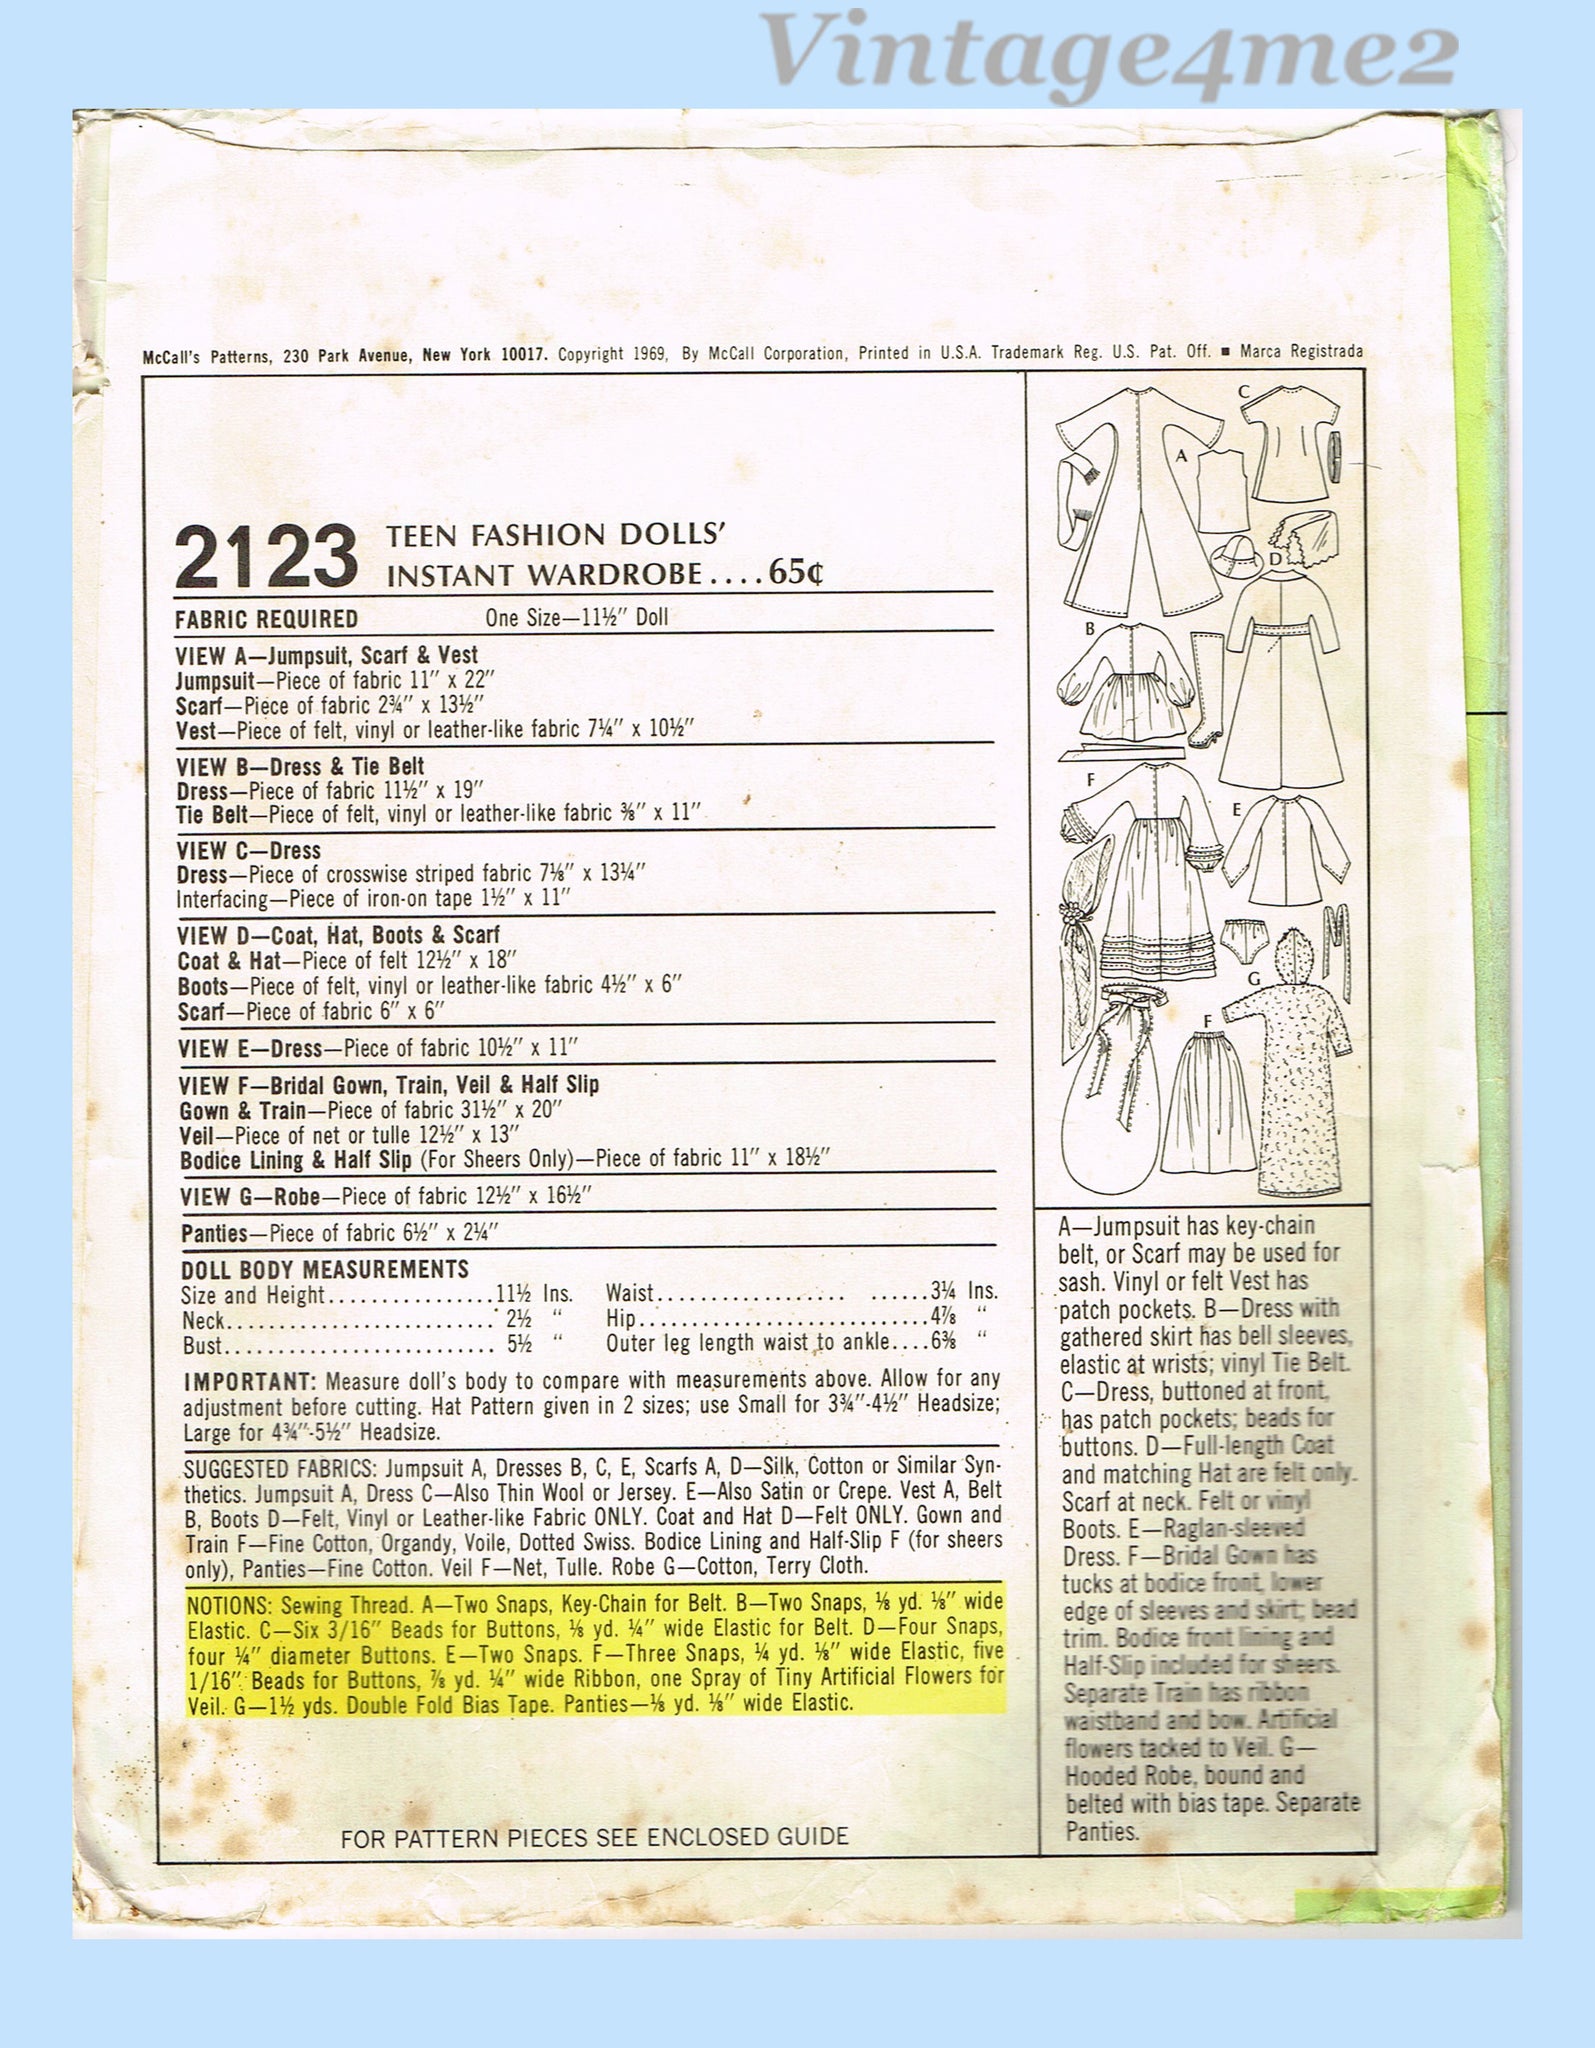 Vintage4me2
McCall's Patterns, 230 Park Avenue, New York 10017. Copyright 1969, By McCall Corporation, Printed in U.S.A. Trademark Reg. U.S. Pat. Off. ■ Marca Registrada
2123 TEEN FASHION DOLLS'
INSTANT WARDROBE....65¢
FABRIC REQUIRED One Size—11½" Doll
VIEW A—Jumpsuit, Scarf & Vest
Jumpsuit—Piece of fabric 11" x 22"
Scarf—Piece of fabric 2¾" x 13½"
Vest—Piece of felt, vinyl or leather-like fabric 7¼" x 10½"
VIEW B—Dress & Tie Belt
Dress—Piece of fabric 11½" x 19"
Tie Belt—Piece of felt, vinyl or leather-like fabric ⅜" x 11"
VIEW C—Dress
Dress—Piece of crosswise striped fabric 7⅛" x 13¼"
Interfacing—Piece of iron-on tape 1½" x 11"
VIEW D—Coat, Hat, Boots & Scarf
Coat & Hat—Piece of felt 12½" x 18"
Boots—Piece of felt, vinyl or leather-like fabric 4½" x 6"
Scarf—Piece of fabric 6" x 6"
VIEW E—Dress—Piece of fabric 10½" x 11"
VIEW F—Bridal Gown, Train, Veil & Half Slip
Gown & Train—Piece of fabric 31½" x 20"
Veil—Piece of net or tulle 12½" x 13"
Bodice Lining & Half Slip (For Sheers Only)—Piece of fabric 11" x 18½"
VIEW G—Robe—Piece of fabric 12½" x 16½"
Panties—Piece of fabric 6½" x 2¼"
DOLL BODY MEASUREMENTS
Size and Height................11½ Ins. Waist......................3¼ Ins.
Neck..........................2½ " Hip..........................4⅞ "
Bust..........................5½ " Outer leg length waist to ankle....6⅜ "
IMPORTANT: Measure doll's body to compare with measurements above. Allow for any
adjustment before cutting. Hat Pattern given in 2 sizes; use Small for 3¾"-4½" Headsize;
Large for 4¾"-5½" Headsize.
SUGGESTED FABRICS: Jumpsuit A, Dresses B, C, E, Scarfs A, D—Silk, Cotton or Similar Syn-
thetics. Jumpsuit A, Dress C—Also Thin Wool or Jersey. E—Also Satin or Crepe. Vest A, Belt
B, Boots D—Felt, Vinyl or Leather-like Fabric ONLY. Coat and Hat D—Felt ONLY. Gown and
Train F—Fine Cotton, Organdy, Voile, Dotted Swiss. Bodice Lining and Half-Slip F (for sheers
only), Panties—Fine Cotton. Veil F—Net, Tulle. Robe G—Cotton, Terry Cloth.
NOTIONS: Sewing Thread. A—Two Snaps, Key-Chain for Belt. B—Two Snaps, ⅛ yd. ⅛" wide
Elastic. C—Six 3/16" Beads for Buttons, ⅛ yd. ¼" wide Elastic for Belt. D—Four Snaps,
four ¼" diameter Buttons. E—Two Snaps. F—Three Snaps, ¼ yd. ⅛" wide Elastic, five
1/16" Beads for Buttons, ⅞ yd. ¼" wide Ribbon, one Spray of Tiny Artificial Flowers for
Veil. G—1½ yds. Double Fold Bias Tape. Panties—⅛ yd. ⅛" wide Elastic.
FOR PATTERN PIECES SEE ENCLOSED GUIDE
C
A
D
B
F
E
G
F
A—Jumpsuit has key-chain
belt, or Scarf may be used for
sash. Vinyl or felt Vest has
patch pockets. B—Dress with
gathered skirt has bell sleeves,
elastic at wrists; vinyl Tie Belt.
C—Dress, buttoned at front,
has patch pockets; beads for
buttons. D—Full-length Coat
and matching Hat are felt only.
Scarf at neck. Felt or vinyl
Boots. E—Raglan-sleeved
Dress. F—Bridal Gown has
tucks at bodice front, lower
edge of sleeves and skirt; bead
trim. Bodice front lining and
Half-Slip included for sheers.
Separate Train has ribbon
waistband and bow. Artificial
flowers tacked to Veil. G—
Hooded Robe, bound and
belted with bias tape. Separate
Panties.